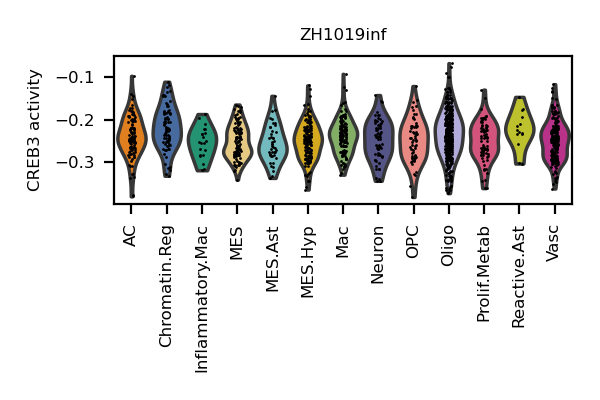 ZH1019inf
CREB3 activity
−0.1
−0.2
−0.3
AC
Chromatin.Reg
Inflammatory.Mac
MES
MES.Ast
MES.Hyp
Mac
Neuron
OPC
Oligo
Prolif.Metab
Reactive.Ast
Vasc